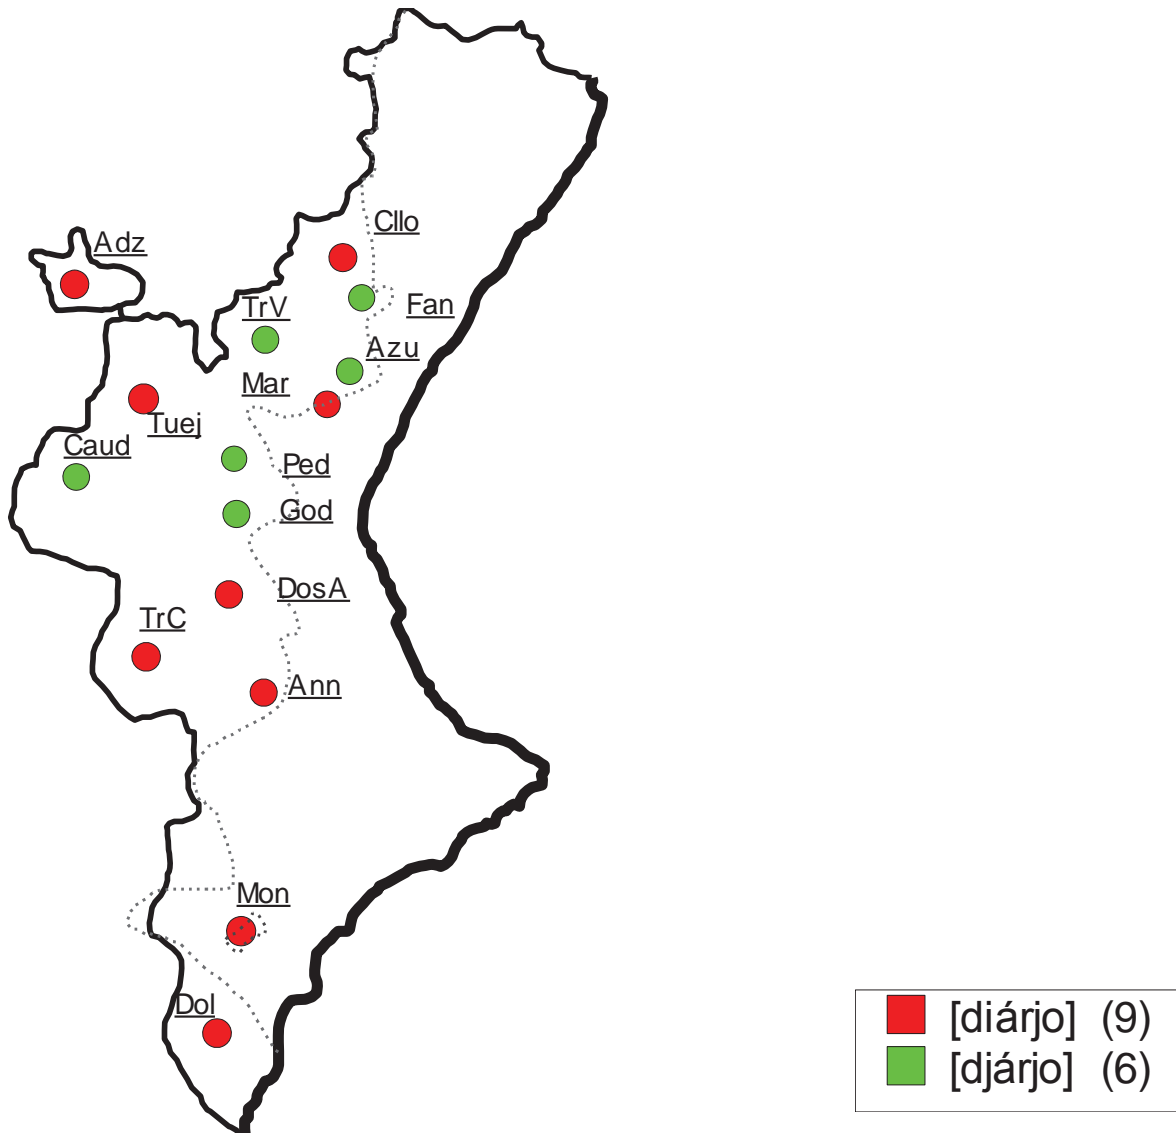 Cllo
Adz
Fan
TrV
Azu
Mar
Tuej
Caud
Ped
God
DosA
TrC
Ann
Mon
Dol
[diárjo] (9)
[djárjo] (6)